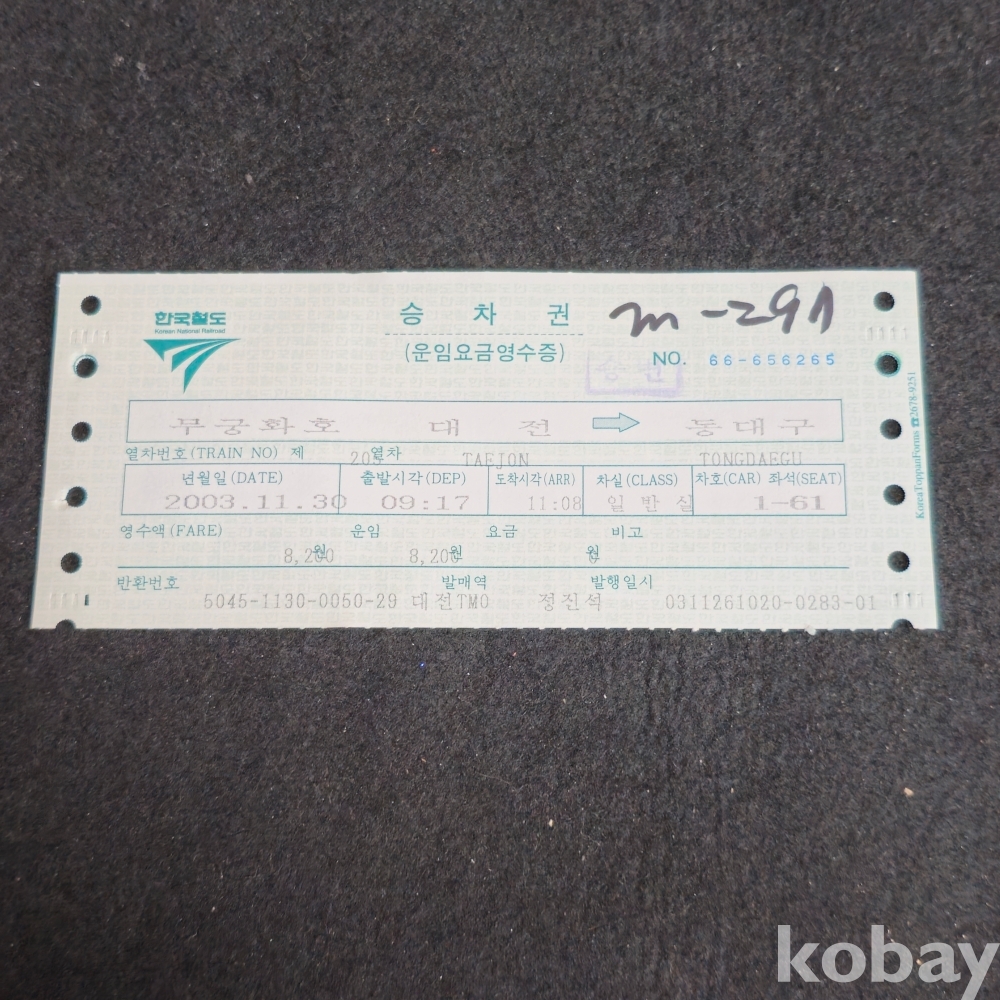 한국철도
Korean National Railroad
승 차 권
(운임요금영수증)
NO. 66-656265
무궁화호 대 전 동대구
열차번호(TRAIN NO) 제 열차 TAEJON TONGDAEGU
년월일(DATE) 출발시각(DEP) 도착시각(ARR) 차실(CLASS) 차호(CAR) 좌석(SEAT)
2003.11.30 09:17 11:08 일반실 1-61
영수액(FARE) 운임 요금 비고
8,200원 8,200원 원
반환번호 발매역 발행일시
5045-1130-0050-29 대전TMO 정진석 0311261020-0283-01
KoreaToppanForms ☎2678-9251
kobay